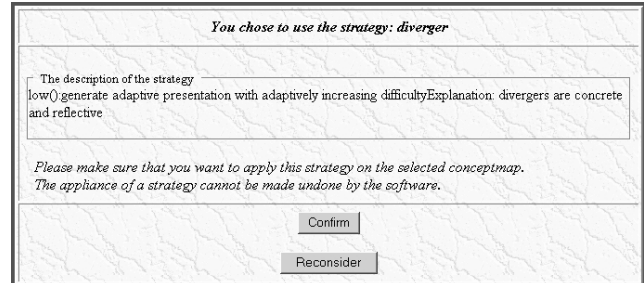 You chose to use the strategy: diverger
The description of the strategy
low():generate adaptive presentation with adaptively increasing difficultyExplanation: divergers are concrete
and reflective
Please make sure that you want to apply this strategy on the selected conceptmap.
The appliance of a strategy cannot be made undone by the software.
Confirm
Reconsider